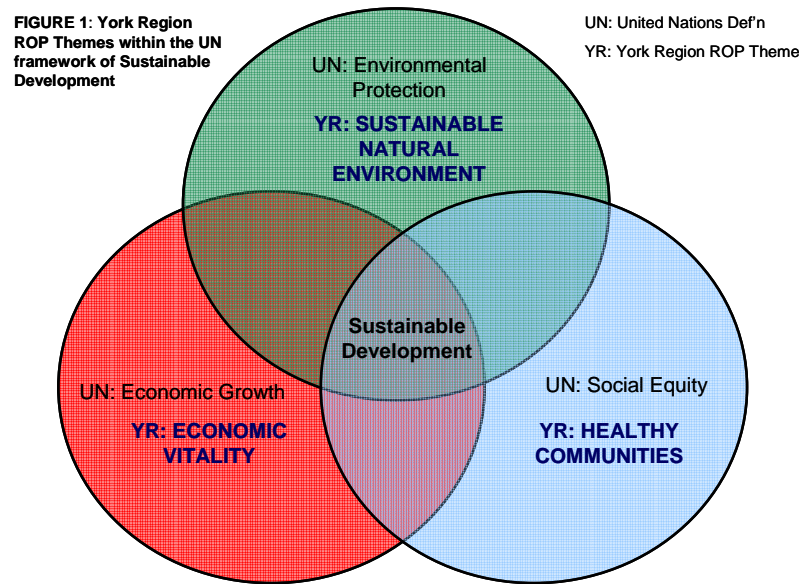 FIGURE 1: York Region
ROP Themes within the UN
framework of Sustainable
Development
UN: United Nations Def'n
YR: York Region ROP Theme
UN: Environmental
Protection
YR: SUSTAINABLE
NATURAL
ENVIRONMENT
Sustainable
Development
UN: Economic Growth
YR: ECONOMIC
VITALITY
UN: Social Equity
YR: HEALTHY
COMMUNITIES